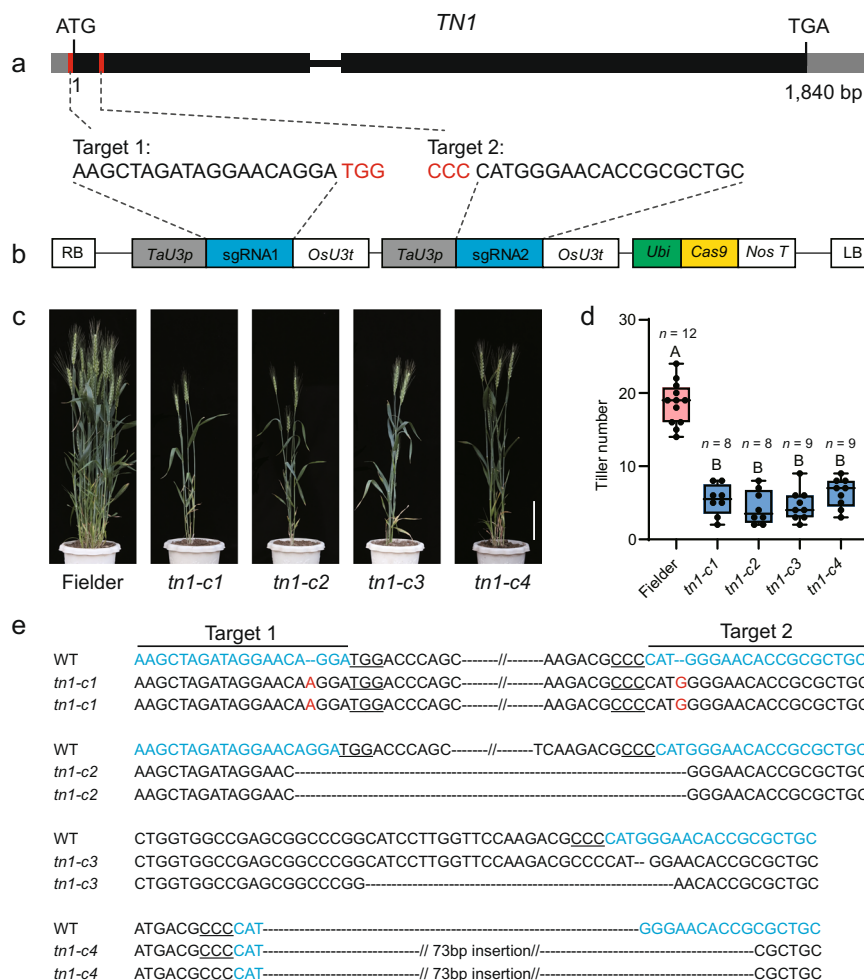 ATG TN1 TGA
a
1
1,840 bp
Target 1: Target 2:
AAGCTAGATAGGAACAGGA TGG CCC CATGGGAACACCGCGCTGC
b RB TaU3p sgRNA1 OsU3t TaU3p sgRNA2 OsU3t Ubi Cas9 Nos T LB
c
Fielder tn1-c1 tn1-c2 tn1-c3 tn1-c4
d
Tiller number
30
20
10
0
n = 12
A
n = 8 n = 8 n = 9 n = 9
B B B B
Fielder tn1-c1 tn1-c2 tn1-c3 tn1-c4
e
Target 1 Target 2
WT AAGCTAGATAGGAACA--GGATGGACCCAGC-------//-------AAGACGCCCCAT--GGGAACACCGCGCTGC
tn1-c1 AAGCTAGATAGGAACAAGGATGGACCCAGC-------//-------AAGACGCCCCATGGGGAACACCGCGCTGC
tn1-c1 AAGCTAGATAGGAACAAGGATGGACCCAGC-------//-------AAGACGCCCCATGGGGAACACCGCGCTGC
WT AAGCTAGATAGGAACAGGATGGACCCAGC-------//-------TCAAGACGCCCCATGGGAACACCGCGCTGC
tn1-c2 AAGCTAGATAGGAAC------------------------------GGGAACACCGCGCTGC
tn1-c2 AAGCTAGATAGGAAC------------------------------GGGAACACCGCGCTGC
WT CTGGTGGCCGAGCGGCCCGGCATCCTTGGTTCCAAGACGCCCCATGGGAACACCGCGCTGC
tn1-c3 CTGGTGGCCGAGCGGCCCGGCATCCTTGGTTCCAAGACGCCCCAT-- GGAACACCGCGCTGC
tn1-c3 CTGGTGGCCGAGCGGCCCGG------------------------------AACACCGCGCTGC
WT ATGACGCCCCAT------------------------------GGGAACACCGCGCTGC
tn1-c4 ATGACGCCCCAT---------------// 73bp insertion//---------------CGCTGC
tn1-c4 ATGACGCCCCAT---------------// 73bp insertion//---------------CGCTGC